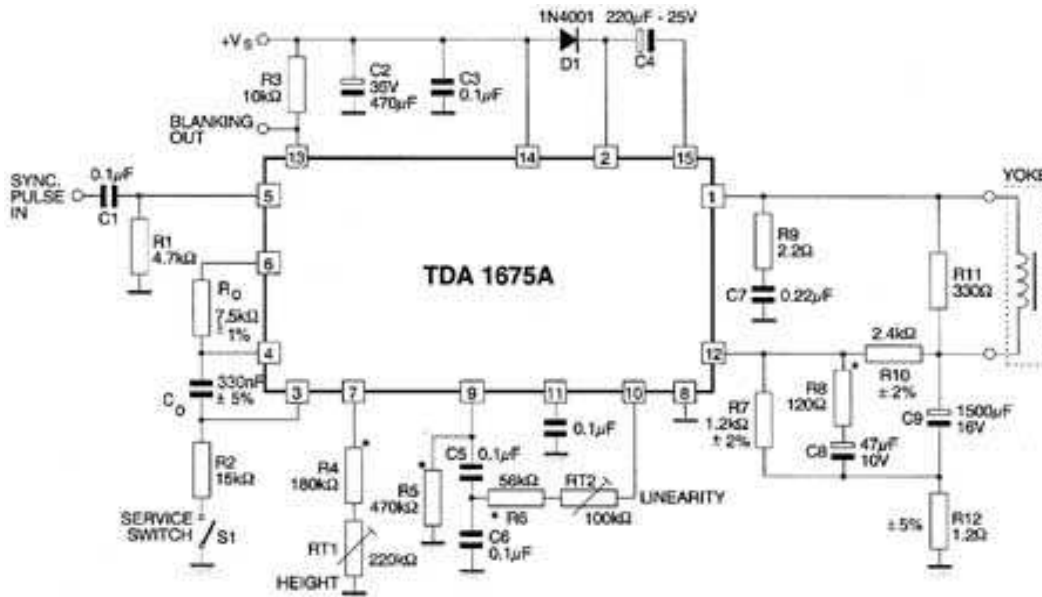 1N4001
220µF - 25V
+VS
D1
C4
R3
10kΩ
C2
35V
470µF
C3
0.1µF
BLANKING
OUT
13
14
2
15
SYNC.
PULSE
IN
0.1µF
C1
5
1
YOKE
R1
4.7kΩ
6
TDA 1675A
R9
2.2Ω
R11
330Ω
RO
7.5kΩ
± 1%
C7
0.22µF
4
12
2.4kΩ
R10
± 2%
330nF
± 5%
CO
3
7
9
11
10
8
R7
1.2kΩ
± 2%
*
R8
120Ω
C9
1500µF
16V
R2
15kΩ
*
R4
180kΩ
*
R5
470kΩ
C5
0.1µF
0.1µF
56kΩ
* R6
RT2
100kΩ
LINEARITY
C8
47µF
10V
SERVICE
SWITCH
S1
RT1
220kΩ
HEIGHT
C6
0.1µF
±5%
R12
1.2Ω